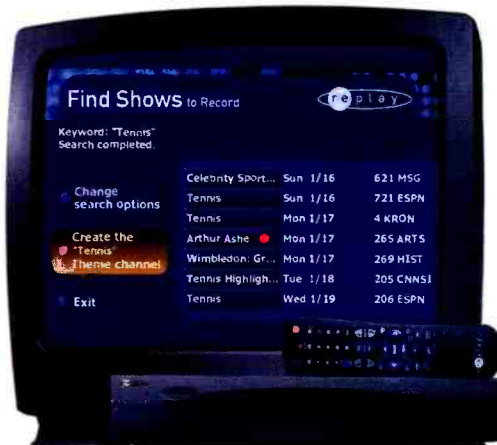 Find Shows to Record
replay
Keyword: "Tennis"
Search completed.
Celebrity Sport... Sun 1/16 621 MSG
Tennis Sun 1/16 721 ESPN
Tennis Mon 1/17 4 KRON
Arthur Ashe Mon 1/17 265 ARTS
Wimbledon: Gr... Mon 1/17 269 HIST
Tennis Highligh... Tue 1/18 205 CNNSI
Tennis Wed 1/19 206 ESPN
Change
search options
Create the
"Tennis"
Theme channel
Exit